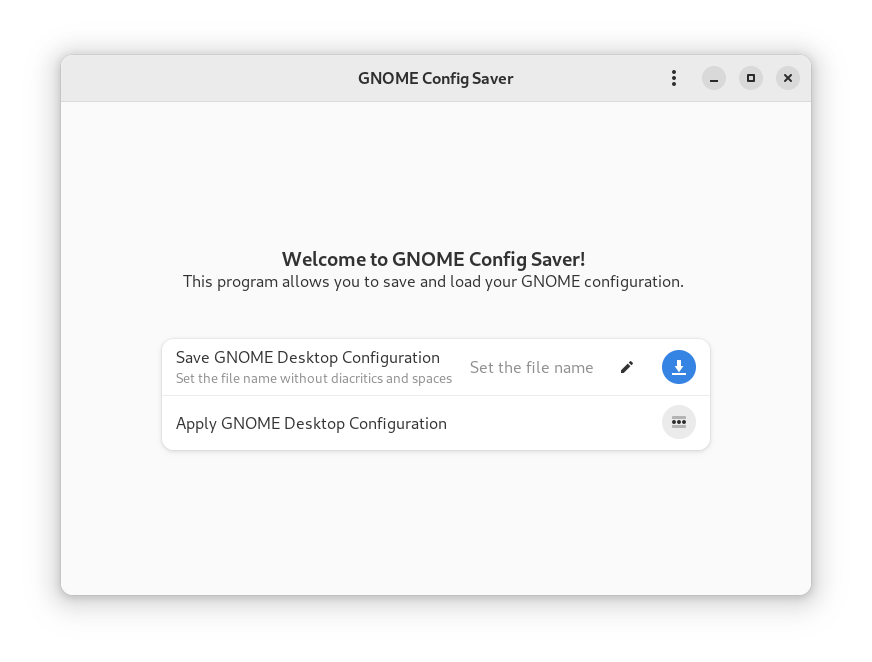 GNOME Config Saver
Welcome to GNOME Config Saver!
This program allows you to save and load your GNOME configuration.
Save GNOME Desktop Configuration
Set the file name without diacritics and spaces
Set the file name
Apply GNOME Desktop Configuration